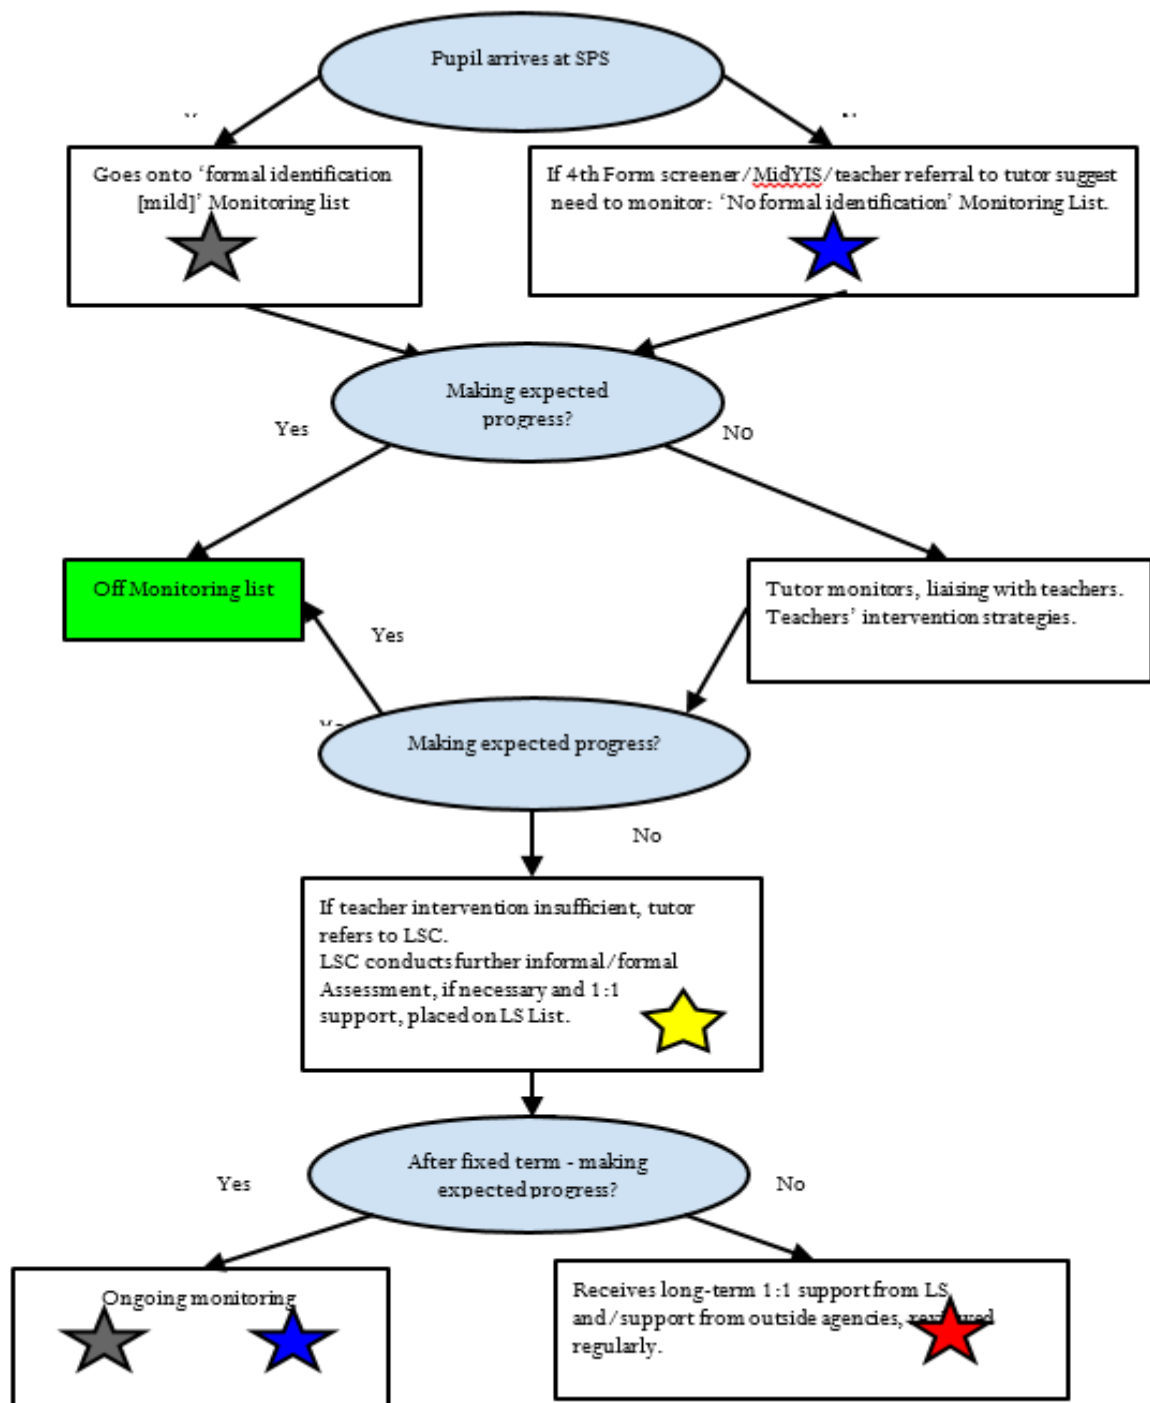 Pupil arrives at SPS
Goes onto ‘formal identification
[mild]’ Monitoring list
If 4th Form screener/MidYIS/teacher referral to tutor suggest
need to monitor: ‘No formal identification’ Monitoring List.
Making expected
progress?
Yes
No
Off Monitoring list
Tutor monitors, liaising with teachers.
Teachers’ intervention strategies.
Yes
Making expected progress?
No
If teacher intervention insufficient, tutor
refers to LSC.
LSC conducts further informal/formal
Assessment, if necessary and 1:1
support, placed on LS List.
After fixed term - making
expected progress?
Yes
No
Ongoing monitoring
Receives long-term 1:1 support from LS
and/support from outside agencies, reviewed
regularly.